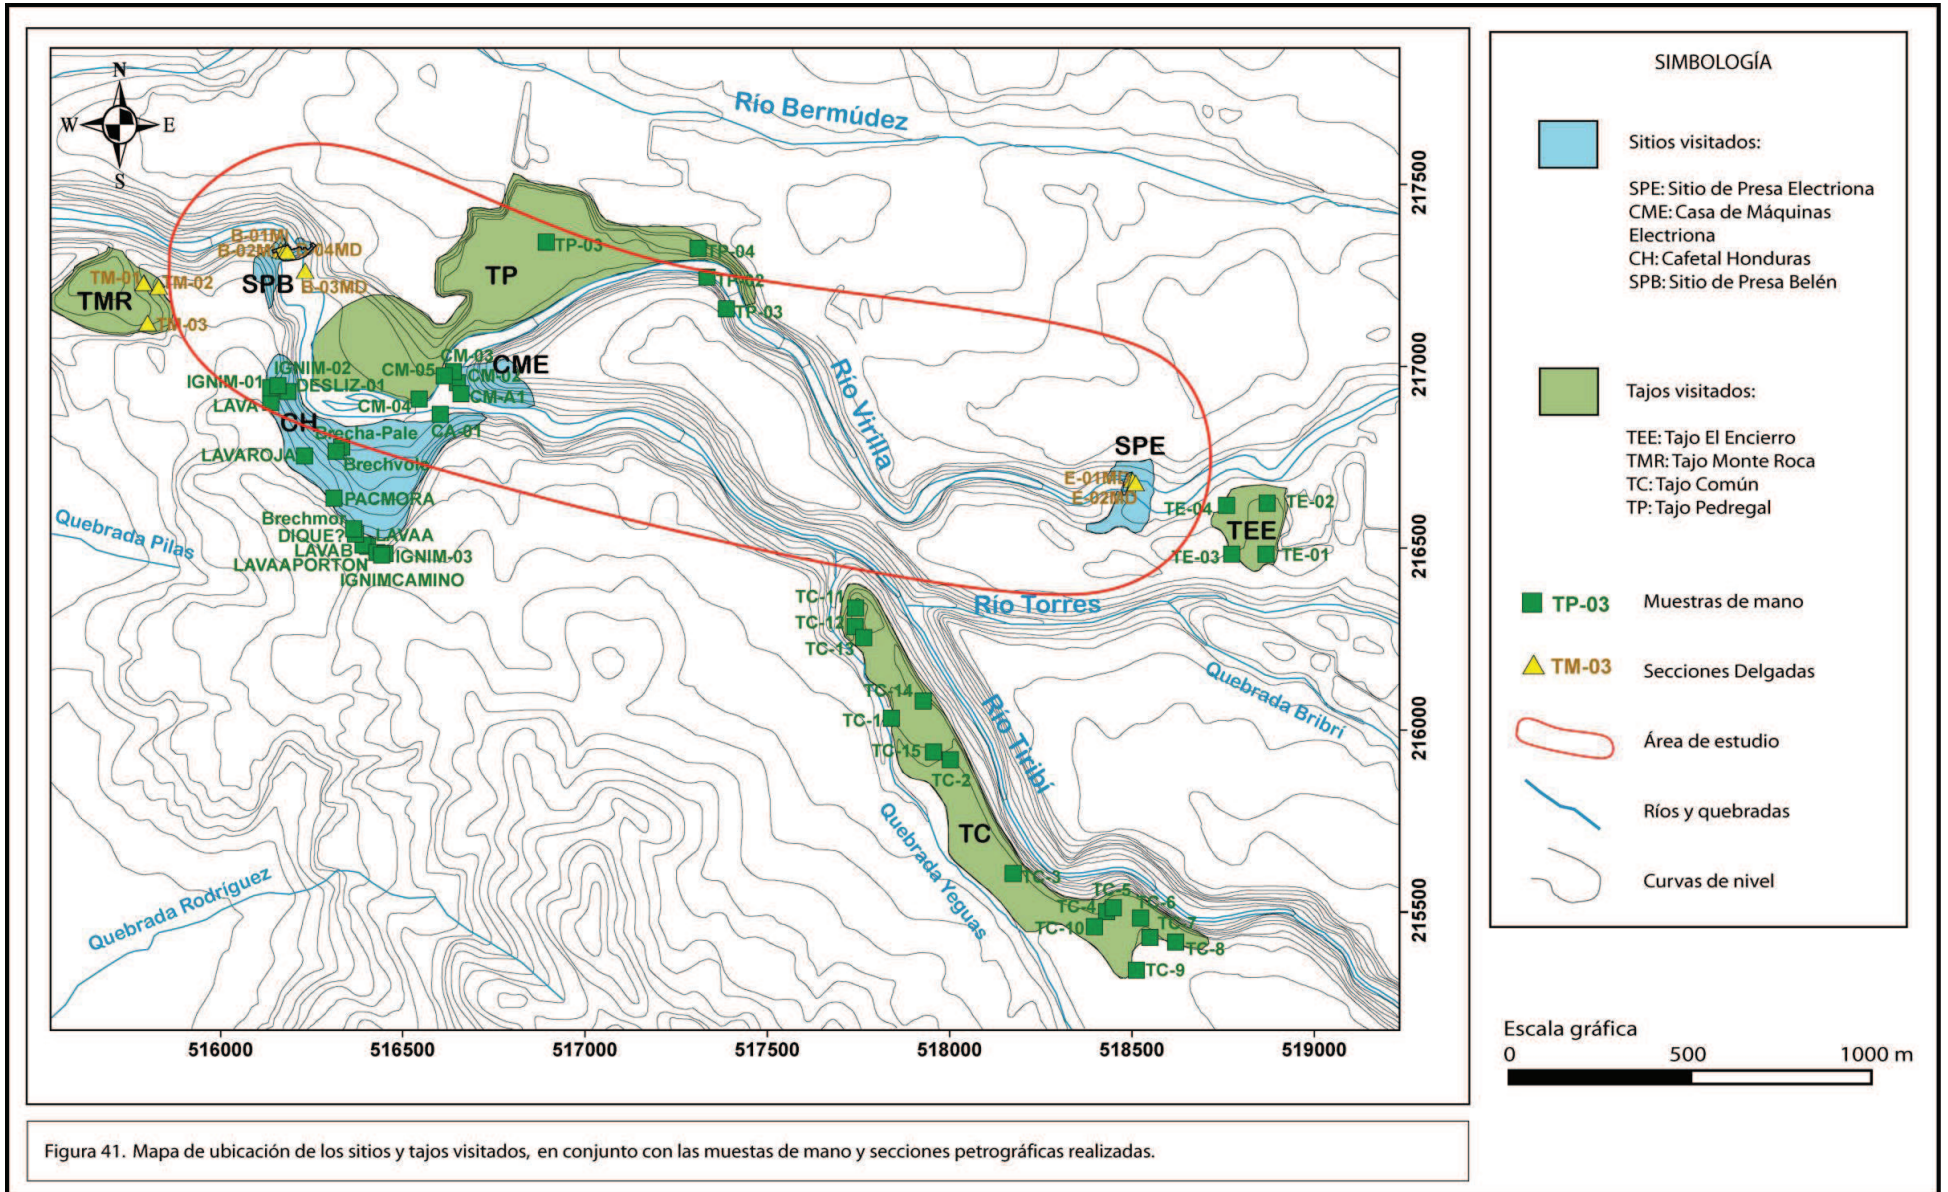 N
W
E
S
Río Bermúdez
TP-03
TP-04
TP-02
TP-03
TP
B-04MD
B-03MD
SPB
TM-01
TM-02
TMR
TM-03
CM-03
CM-05
CME
CM-02
CM-A1
CM-04
CA-01
IGNIM-02
IGNIM-01
DESLIZ-01
CH
Brecha-Pale
LAVAROJA
PACMORA
Brechmor
DIQUE?
LAVAA
LAVAB
IGNIM-03
LAVAAPORTON
IGNIMCAMINO
Río Virilla
SPE
E-02MD
TE-04
TE-02
TEE
TE-03
TE-01
Quebrada Pilas
Río Torres
TC-11
TC-12
TC-13
TC-14
TC-15
TC-2
Río Tiribí
Quebrada Bribrí
TC
Quebrada Yeguas
TC-3
TC-5
TC-4
TC-6
TC-10
TC-7
TC-8
TC-9
Quebrada Rodríguez
217500
217000
216500
216000
215500
516000 516500 517000 517500 518000 518500 519000
SIMBOLOGÍA
Sitios visitados:
SPE: Sitio de Presa Electriona
CME: Casa de Máquinas
Electriona
CH: Cafetal Honduras
SPB: Sitio de Presa Belén
Tajos visitados:
TEE: Tajo El Encierro
TMR: Tajo Monte Roca
TC: Tajo Común
TP: Tajo Pedregal
TP-03 Muestras de mano
TM-03 Secciones Delgadas
Área de estudio
Ríos y quebradas
Curvas de nivel
Escala gráfica
0 500 1000 m
Figura 41. Mapa de ubicación de los sitios y tajos visitados, en conjunto con las muestas de mano y secciones petrográficas realizadas.